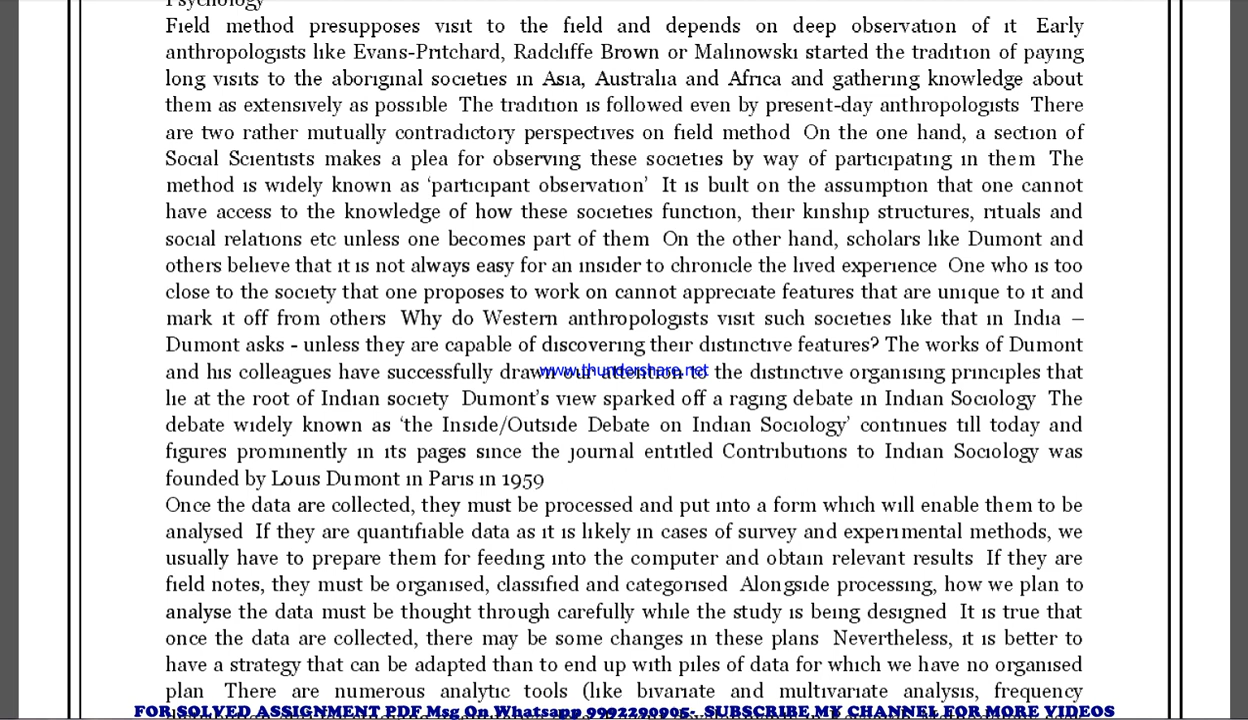 Psychology
Field method presupposes visit to the field and depends on deep observation of it Early
anthropologists like Evans-Pritchard, Radcliffe Brown or Malinowski started the tradition of paying
long visits to the aboriginal societies in Asia, Australia and Africa and gathering knowledge about
them as extensively as possible The tradition is followed even by present-day anthropologists There
are two rather mutually contradictory perspectives on field method On the one hand, a section of
Social Scientists makes a plea for observing these societies by way of participating in them The
method is widely known as ‘participant observation’ It is built on the assumption that one cannot
have access to the knowledge of how these societies function, their kinship structures, rituals and
social relations etc unless one becomes part of them On the other hand, scholars like Dumont and
others believe that it is not always easy for an insider to chronicle the lived experience One who is too
close to the society that one proposes to work on cannot appreciate features that are unique to it and
mark it off from others Why do Western anthropologists visit such societies like that in India –
Dumont asks - unless they are capable of discovering their distinctive features? The works of Dumont
and his colleagues have successfully drawn our attention to the distinctive organising principles that
www.thundershare.net
lie at the root of Indian society Dumont’s view sparked off a raging debate in Indian Sociology The
debate widely known as ‘the Inside/Outside Debate on Indian Sociology’ continues till today and
figures prominently in its pages since the journal entitled Contributions to Indian Sociology was
founded by Louis Dumont in Paris in 1959
Once the data are collected, they must be processed and put into a form which will enable them to be
analysed If they are quantifiable data as it is likely in cases of survey and experimental methods, we
usually have to prepare them for feeding into the computer and obtain relevant results If they are
field notes, they must be organised, classified and categorised Alongside processing, how we plan to
analyse the data must be thought through carefully while the study is being designed It is true that
once the data are collected, there may be some changes in these plans Nevertheless, it is better to
have a strategy that can be adapted than to end up with piles of data for which we have no organised
plan There are numerous analytic tools (like bivariate and multivariate analysis, frequency
FOR SOLVED ASSIGNMENT PDF Msg On Whatsapp 9992290905- SUBSCRIBE MY CHANNEL FOR MORE VIDEOS